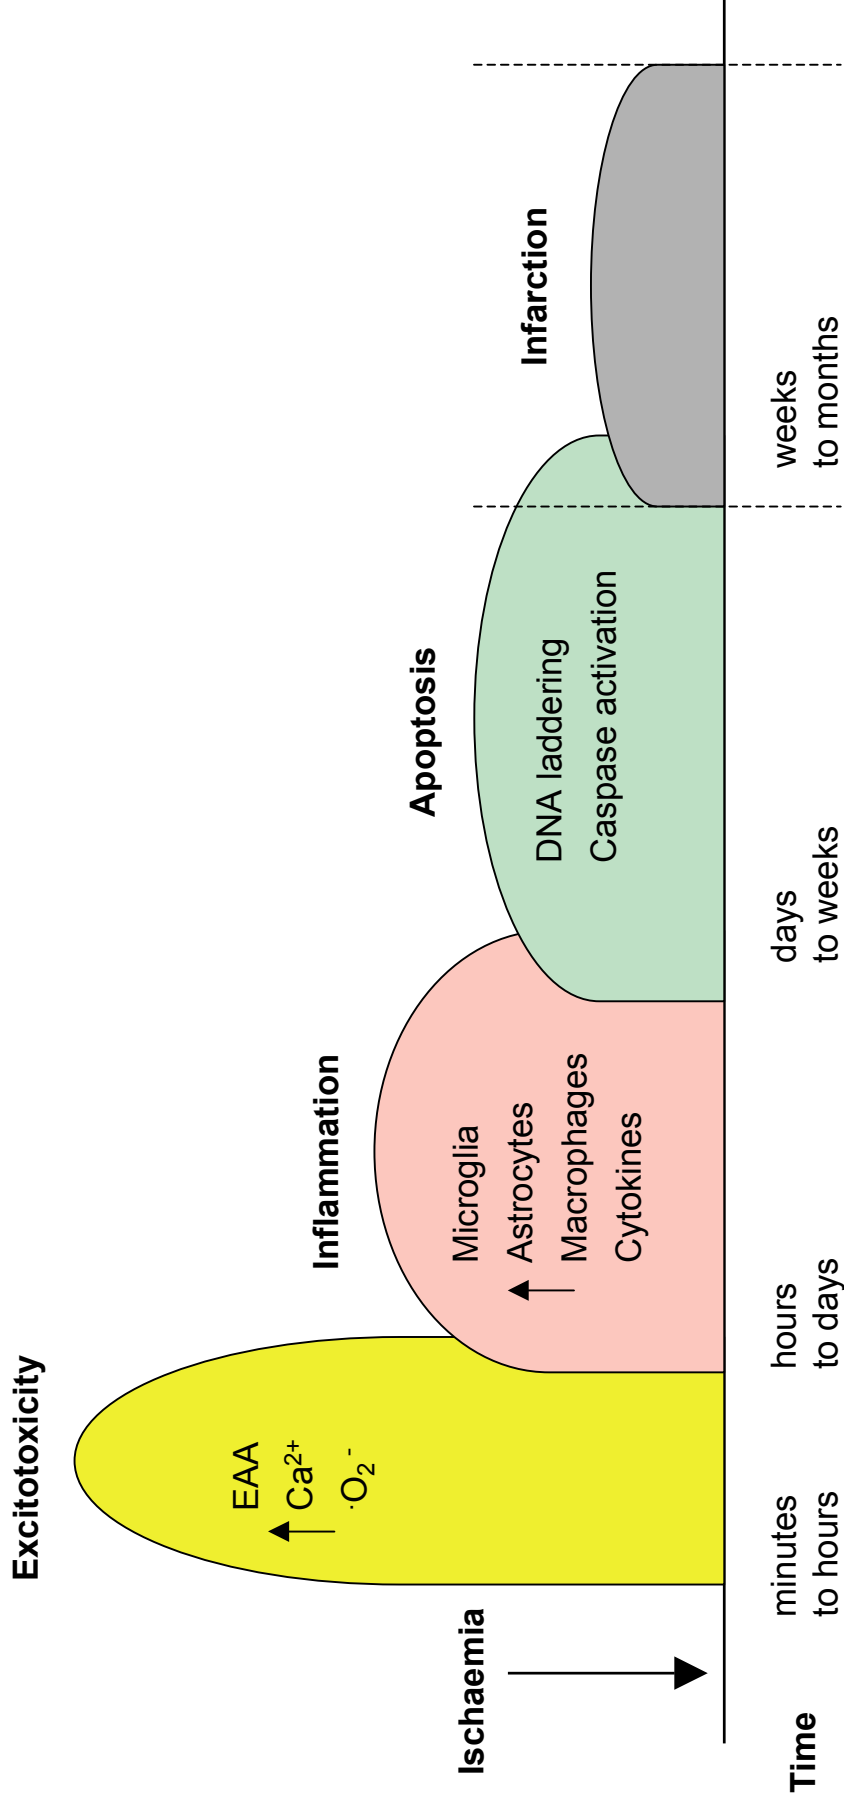 Excitotoxicity
EAA
Ca²⁺
·O₂⁻
Ischaemia
Inflammation
Microglia
Astrocytes
Macrophages
Cytokines
Apoptosis
DNA laddering
Caspase activation
Infarction
Time
minutes
to hours
hours
to days
days
to weeks
weeks
to months